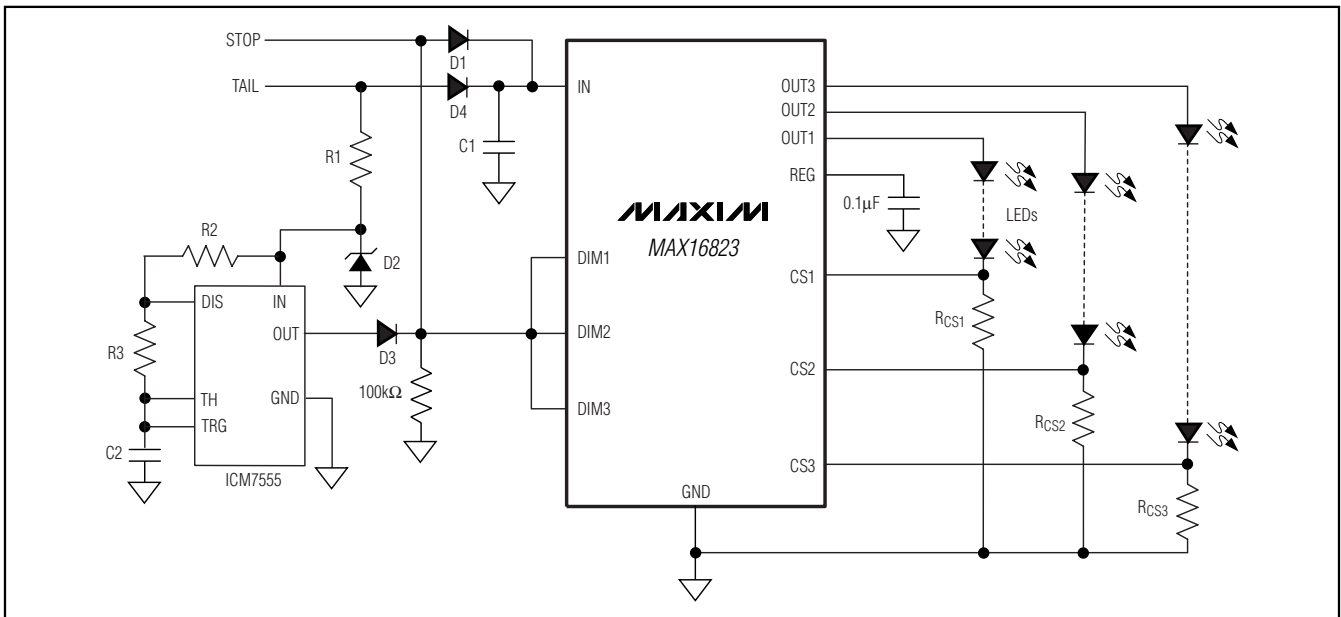 STOP
D1
TAIL
D4
C1
R1
R2
D2
DIS
IN
OUT
R3
D3
TH
GND
TRG
100kΩ
C2
ICM7555
IN
OUT3
OUT2
OUT1
REG
0.1µF
LEDs
MAXIM
MAX16823
DIM1
DIM2
DIM3
CS1
RCS1
CS2
RCS2
CS3
RCS3
GND